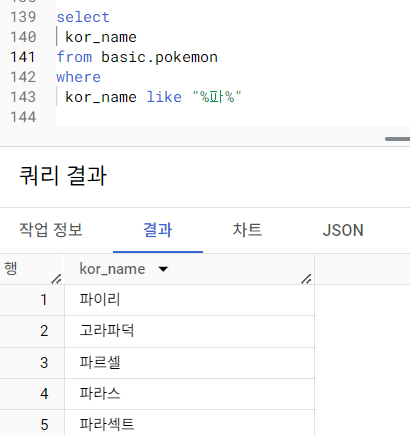 139 select
140 kor_name
141 from basic.pokemon
142 where
143 kor_name like "%파%"
144
쿼리 결과
작업 정보 결과 차트 JSON
행 kor_name
1 파이리
2 고라파덕
3 파르셀
4 파라스
5 파라섹트